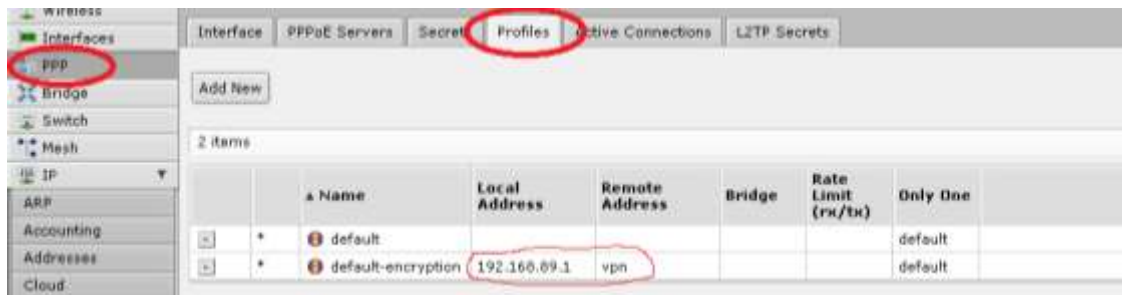 Wireless
Interfaces
PPP
Bridge
Switch
Mesh
IP
ARP
Accounting
Addresses
Cloud
Interface PPPoE Servers Secrets Profiles Active Connections L2TP Secrets
Add New
2 items
▲ Name Local Address Remote Address Bridge Rate Limit (rx/tx) Only One
- * default default
- * default-encryption 192.168.89.1 vpn default